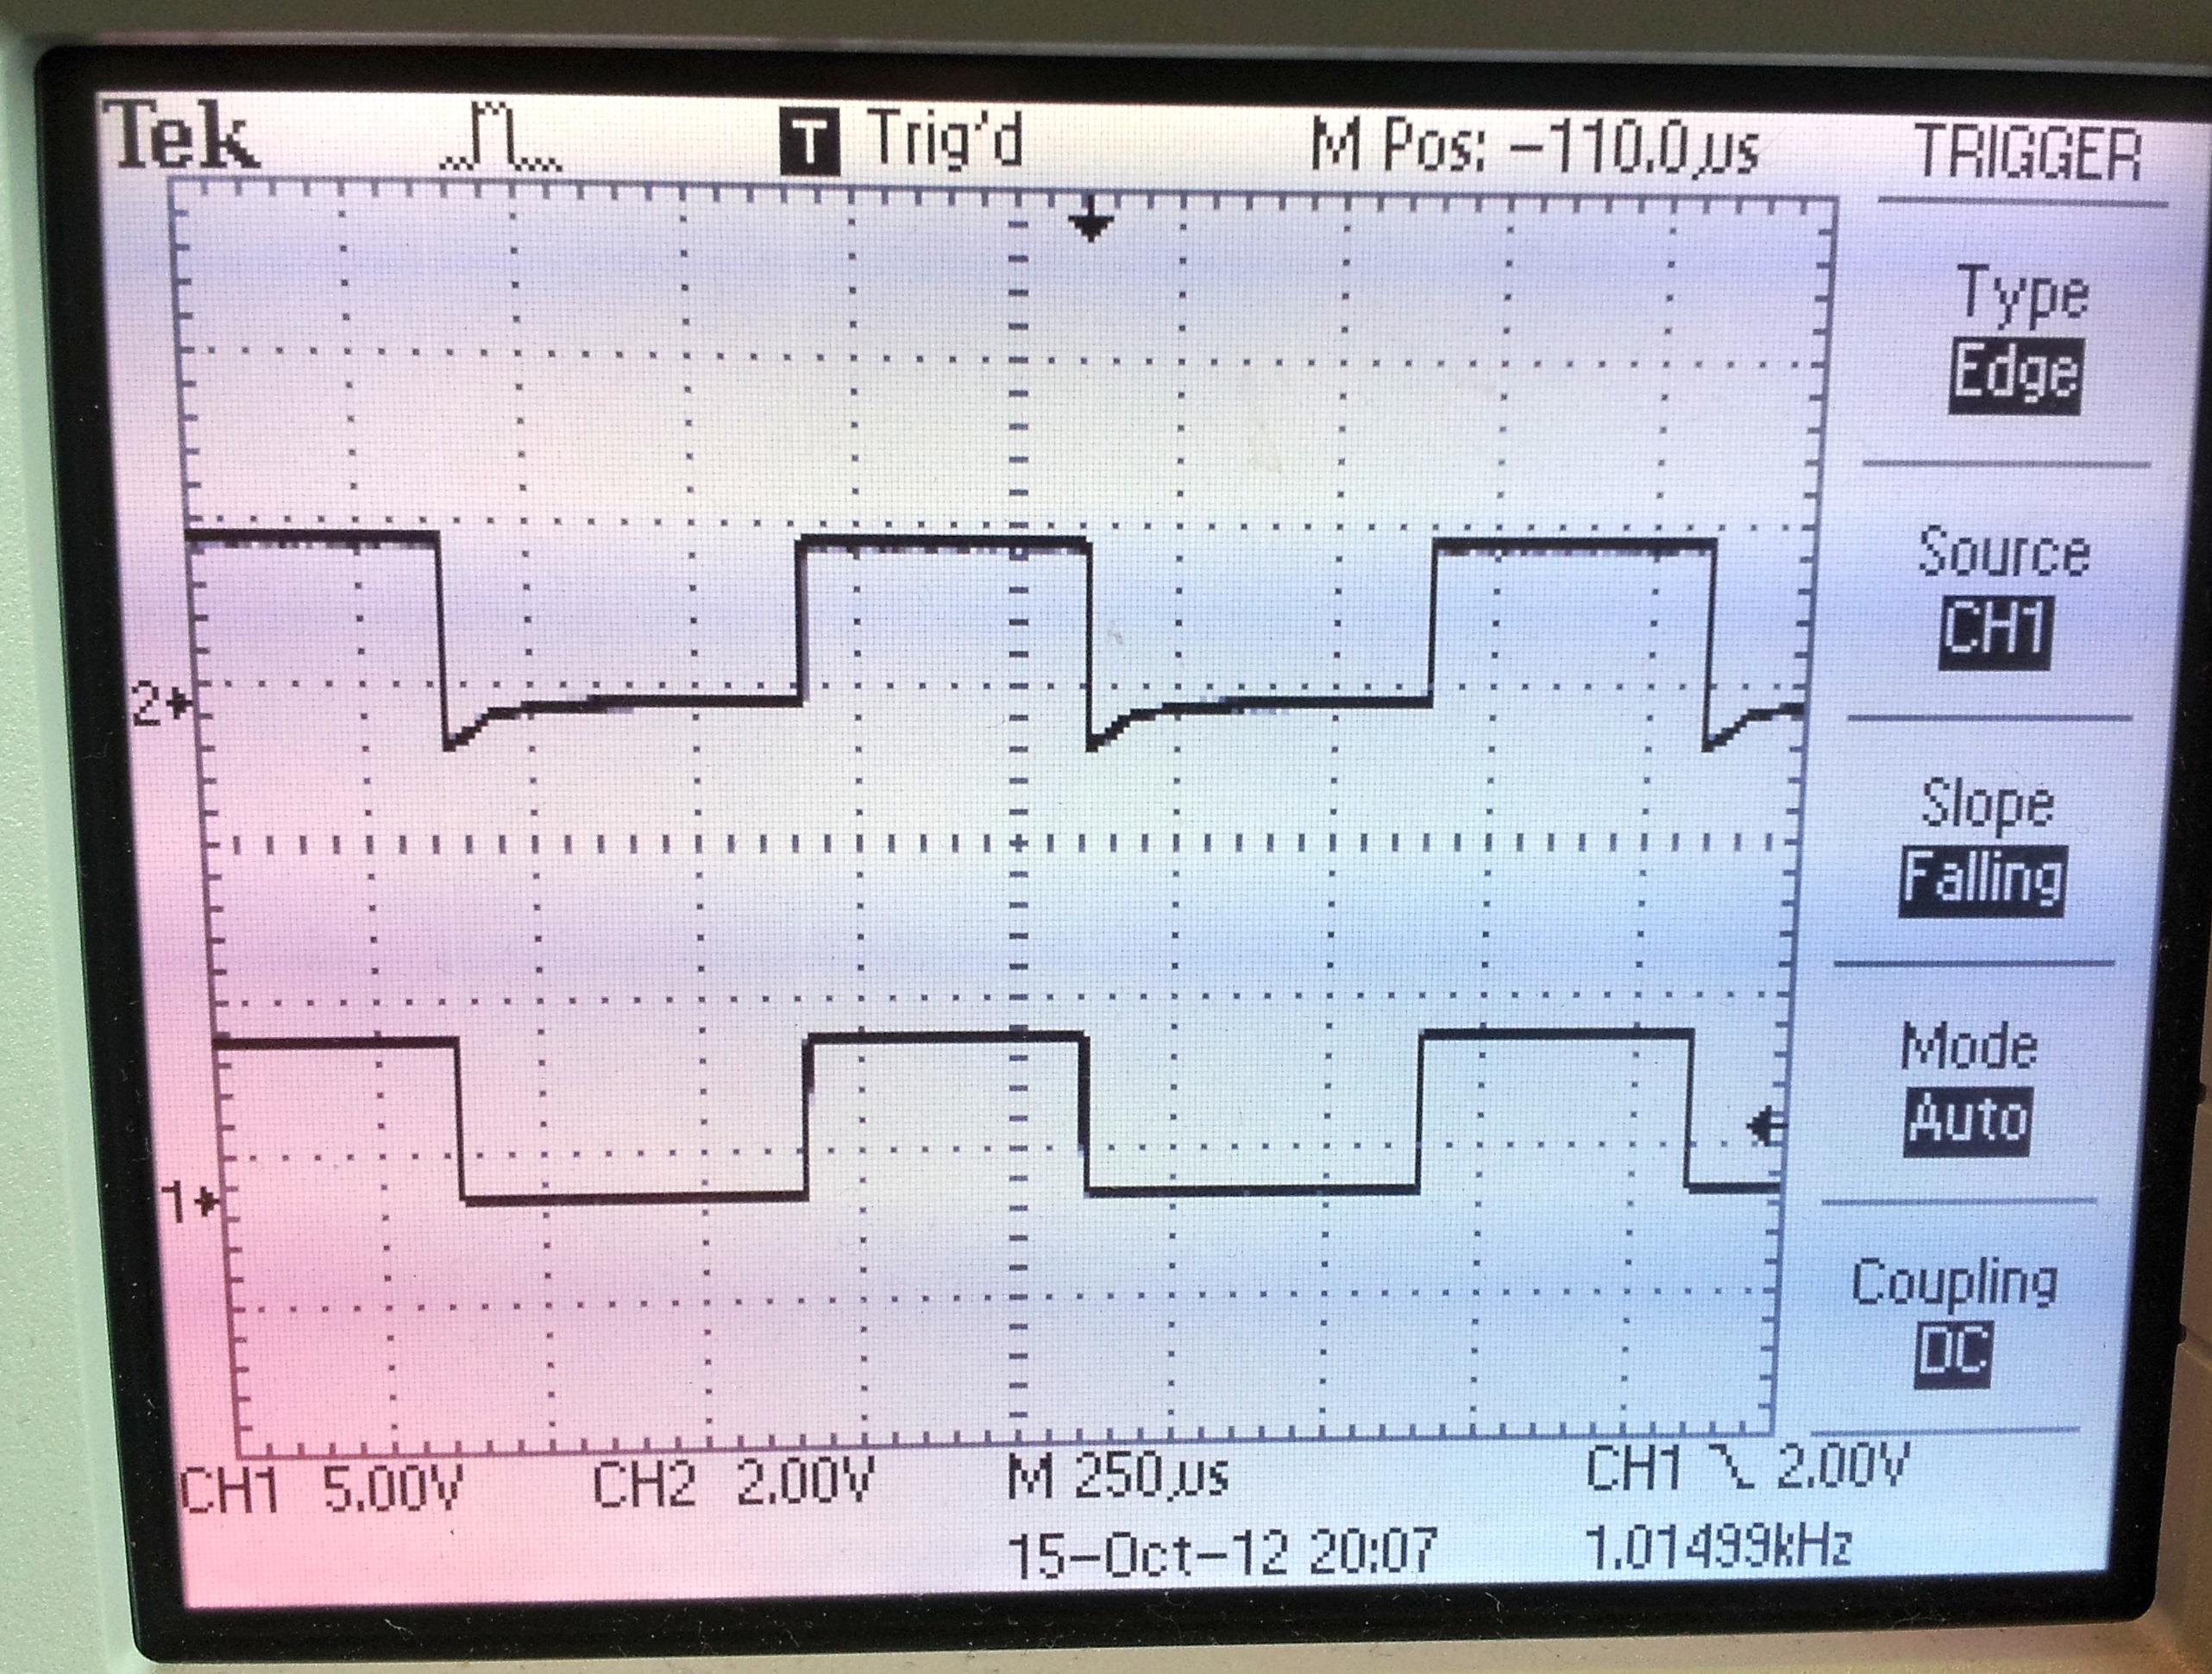 Tek T Trig'd M Pos: -110.0µs TRIGGER
Type
Edge
Source
CH1
2
Slope
Falling
Mode
Auto
1
Coupling
DC
CH1 5.00V CH2 2.00V M 250µs CH1 2.00V
15-Oct-12 20:07 1.01499kHz